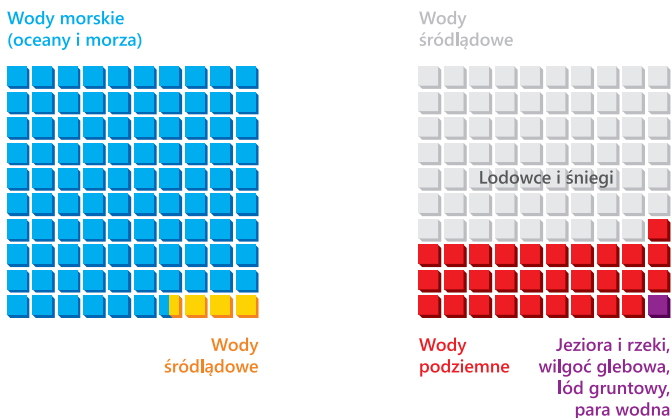 Wody morskie
(oceany i morza)
Wody
śródlądowe
Lodowce i śniegi
Wody
śródlądowe
Wody
podziemne
Jeziora i rzeki,
wilgoć glebowa,
lód gruntowy,
para wodna